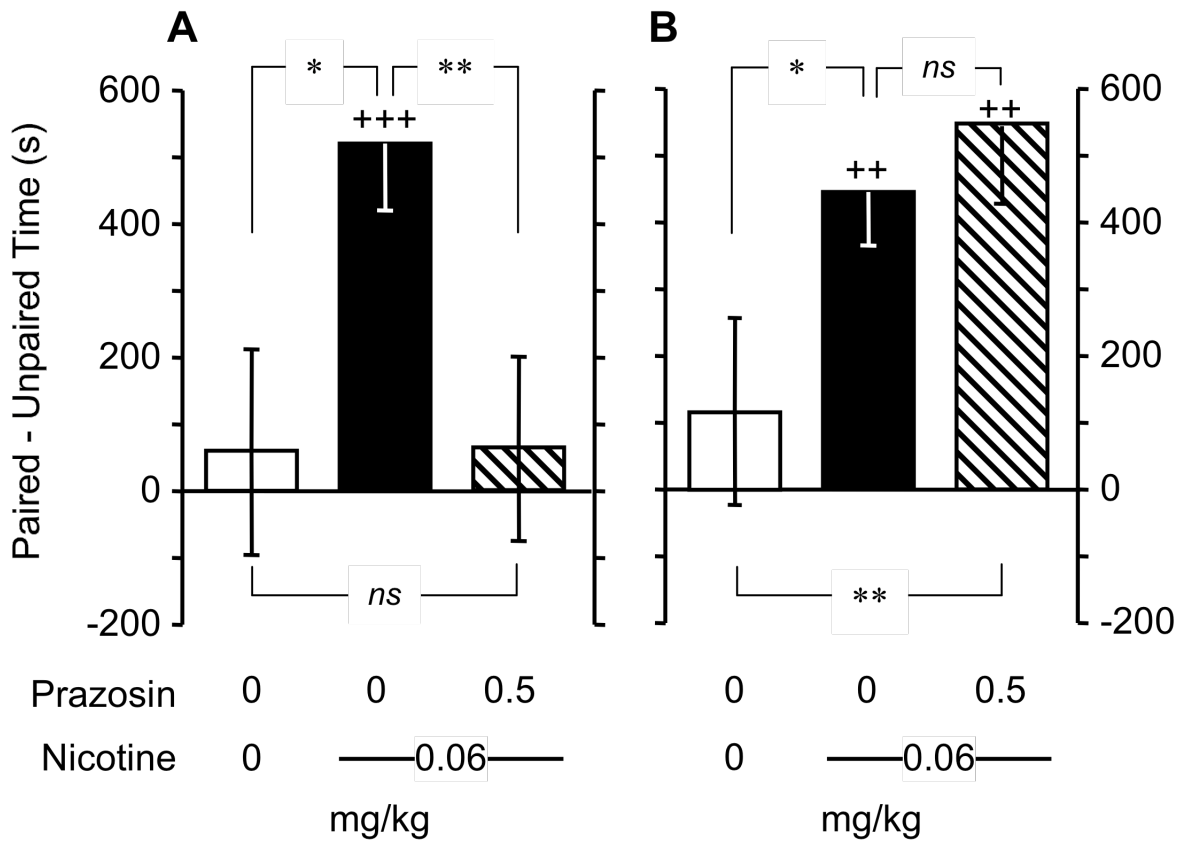 A
B
* **
* ns
600
+++
++
++
600
400
400
200
200
0
0
ns
**
-200
-200
Paired - Unpaired Time (s)
Prazosin 0 0 0.5 0 0 0.5
Nicotine 0 0.06 0 0.06
mg/kg mg/kg